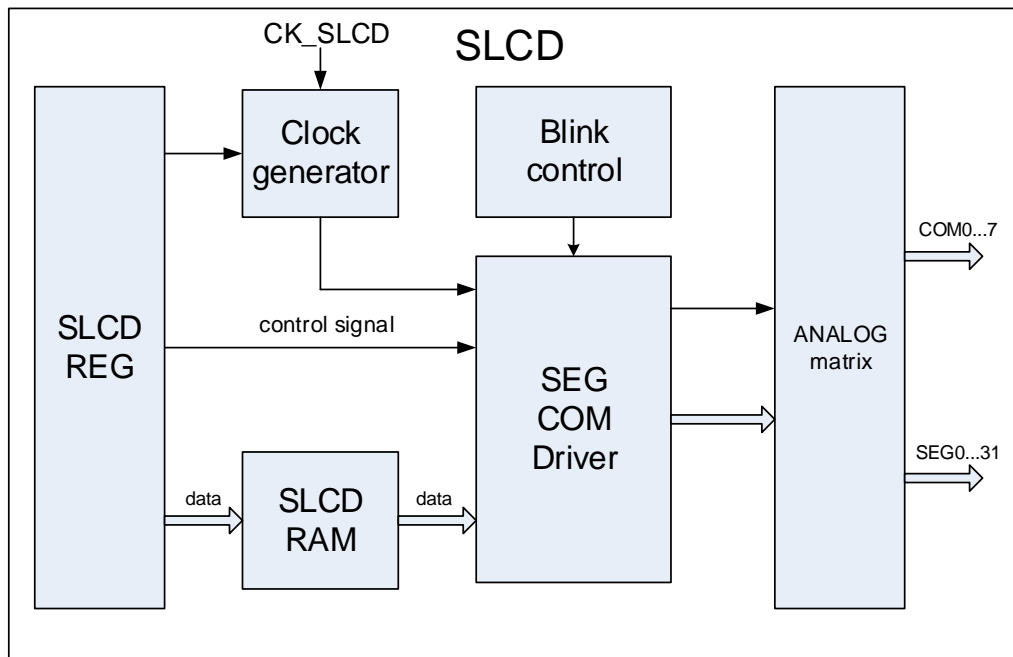 CK_SLCD
SLCD
Clock
generator
Blink
control
COM0...7
SLCD
REG
control signal
SEG
COM
Driver
ANALOG
matrix
SEG0...31
data
SLCD
RAM
data